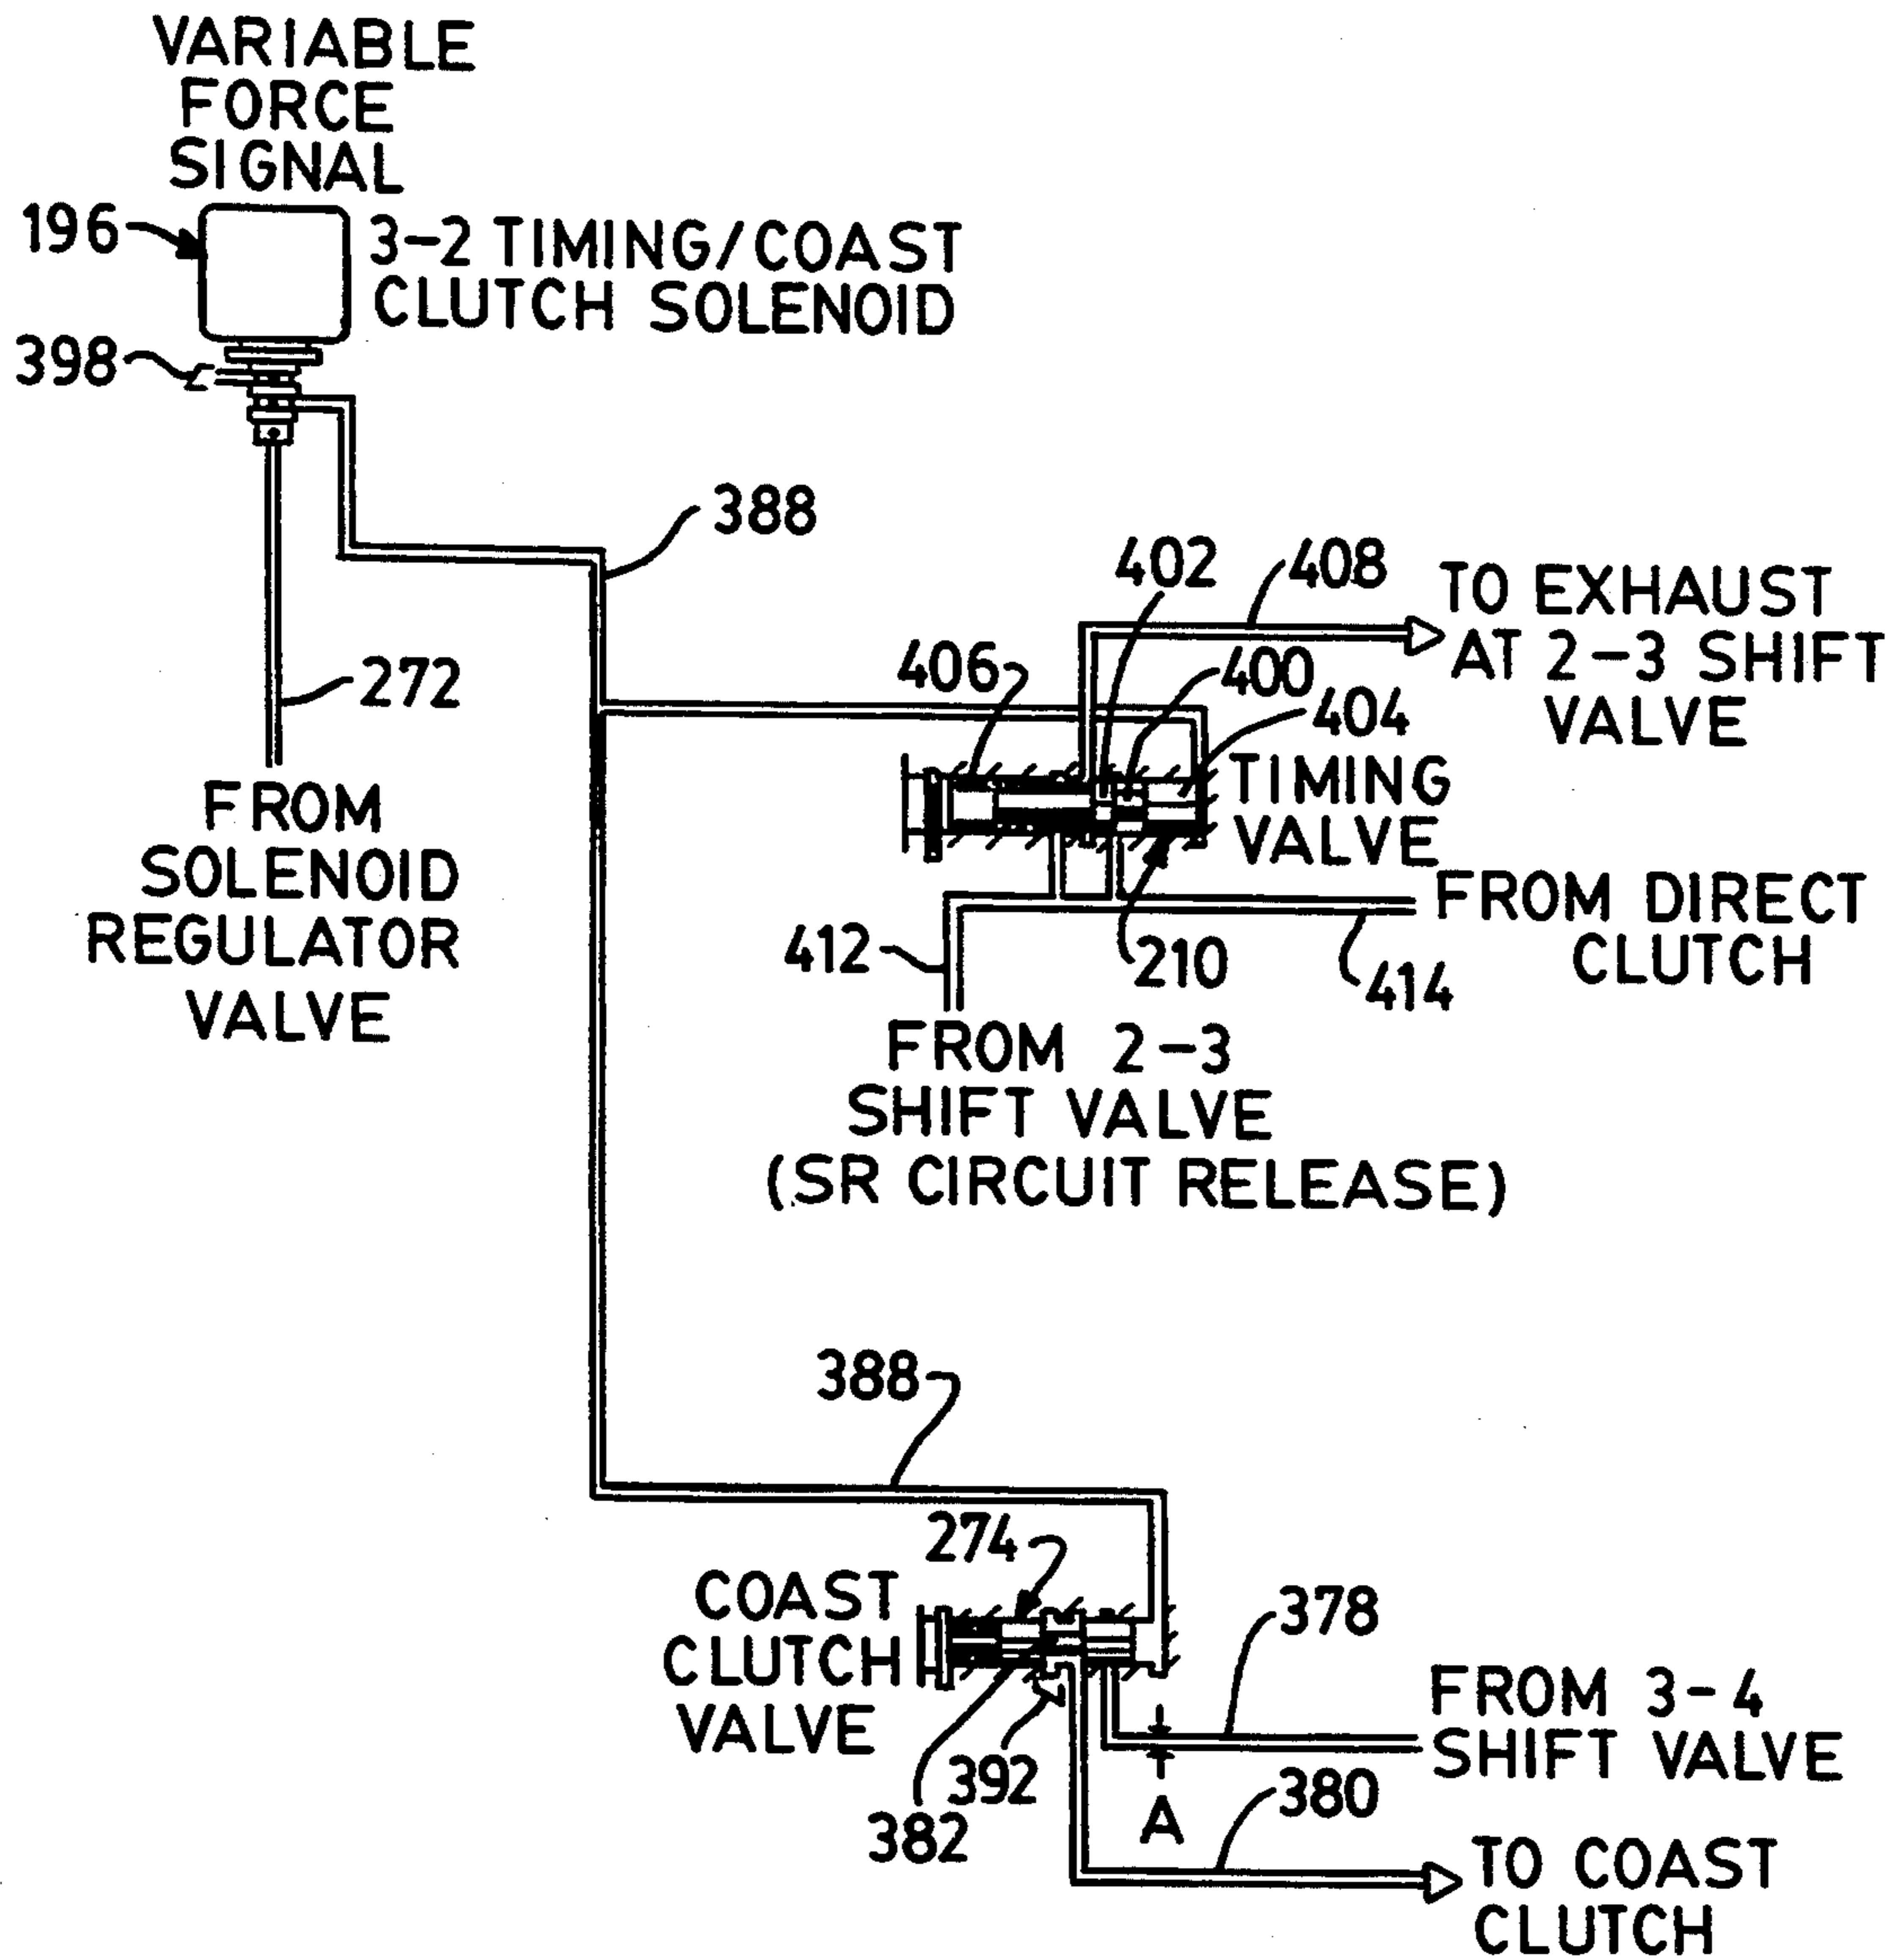 VARIABLE
FORCE
SIGNAL
196
3-2 TIMING/COAST
CLUTCH SOLENOID
398
388
272
FROM
SOLENOID
REGULATOR
VALVE
402
408
TO EXHAUST
AT 2-3 SHIFT
VALVE
406
400
404
TIMING
VALVE
412
210
414
FROM DIRECT
CLUTCH
FROM 2-3
SHIFT VALVE
(SR CIRCUIT RELEASE)
388
274
COAST
CLUTCH
VALVE
378
FROM 3-4
SHIFT VALVE
392
382
A
380
TO COAST
CLUTCH